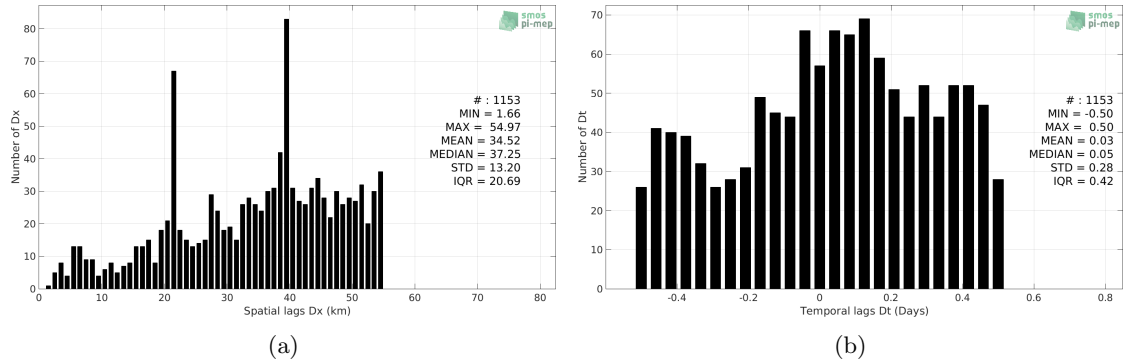 80
70
60
50
40
30
20
10
0
Number of Dx
0 10 20 30 40 50 60 70 80
Spatial lags Dx (km)
smos
pi-mep
# : 1153
MIN = 1.66
MAX = 54.97
MEAN = 34.52
MEDIAN = 37.25
STD = 13.20
IQR = 20.69
(a)
70
60
50
40
30
20
10
0
Number of Dt
-0.4 -0.2 0 0.2 0.4 0.6 0.8
Temporal lags Dt (Days)
smos
pi-mep
# : 1153
MIN = -0.50
MAX = 0.50
MEAN = 0.03
MEDIAN = 0.05
STD = 0.28
IQR = 0.42
(b)